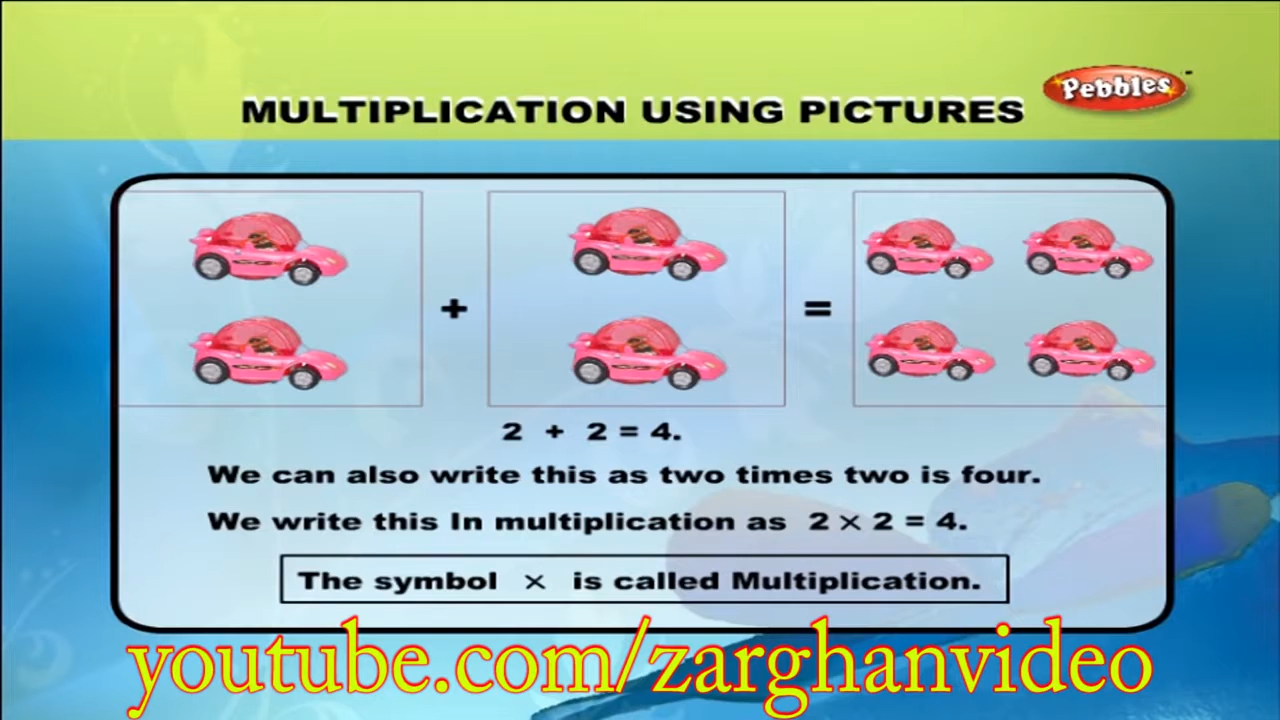 Pebbles
MULTIPLICATION USING PICTURES
+ =
2 + 2 = 4.
We can also write this as two times two is four.
We write this In multiplication as 2 × 2 = 4.
The symbol × is called Multiplication.
youtube.com/zarghanvideo